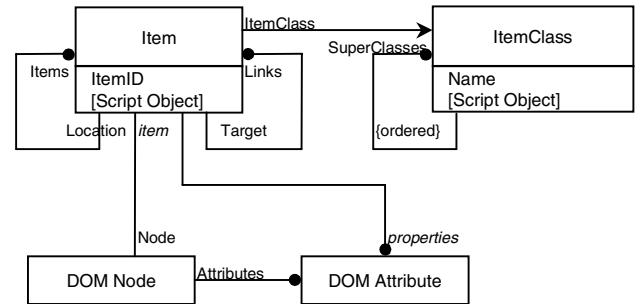 ItemClass
Item
ItemClass
SuperClasses
Items
Links
ItemID
[Script Object]
Name
[Script Object]
Location
item
Target
{ordered}
Node
properties
DOM Node
Attributes
DOM Attribute